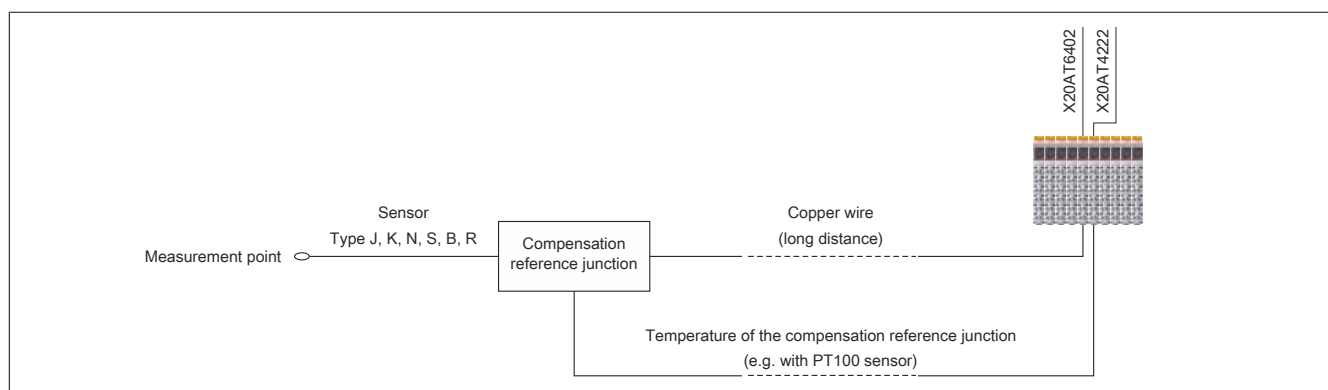 X20AT6402
X20AT4222
Sensor
Type J, K, N, S, B, R
Copper wire
(long distance)
Measurement point
Compensation
reference junction
Temperature of the compensation reference junction
(e.g. with PT100 sensor)